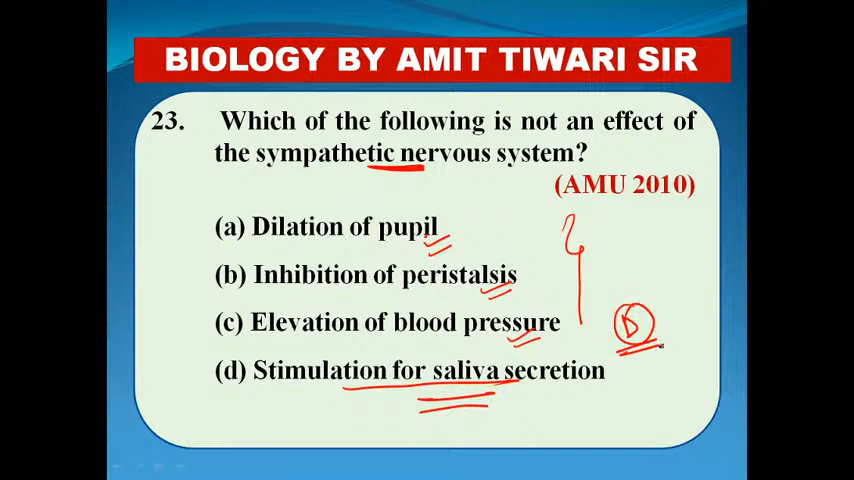 BIOLOGY BY AMIT TIWARI SIR
23. Which of the following is not an effect of
the sympathetic nervous system?
(AMU 2010)
(a) Dilation of pupil
(b) Inhibition of peristalsis
(c) Elevation of blood pressure
(d) Stimulation for saliva secretion
D